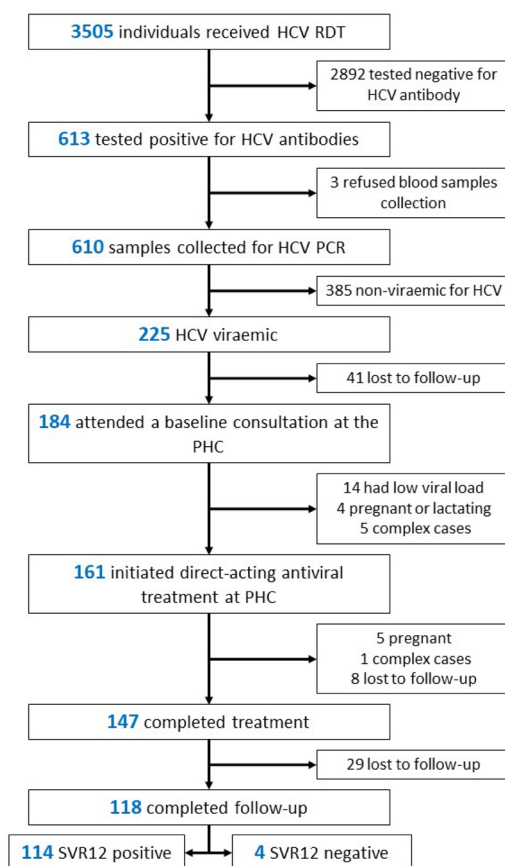 3505 individuals received HCV RDT
2892 tested negative for
HCV antibody
613 tested positive for HCV antibodies
3 refused blood samples
collection
610 samples collected for HCV PCR
385 non-viraemic for HCV
225 HCV viraemic
41 lost to follow-up
184 attended a baseline consultation at the
PHC
14 had low viral load
4 pregnant or lactating
5 complex cases
161 initiated direct-acting antiviral
treatment at PHC
5 pregnant
1 complex cases
8 lost to follow-up
147 completed treatment
29 lost to follow-up
118 completed follow-up
114 SVR12 positive
4 SVR12 negative